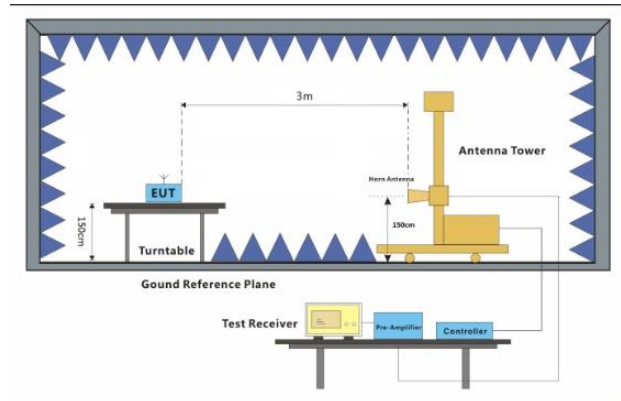 3m
Antenna Tower
Horn Antenna
EUT
150cm
150cm
Turntable
Gound Reference Plane
Test Receiver
Pre-Amplifier
Controller